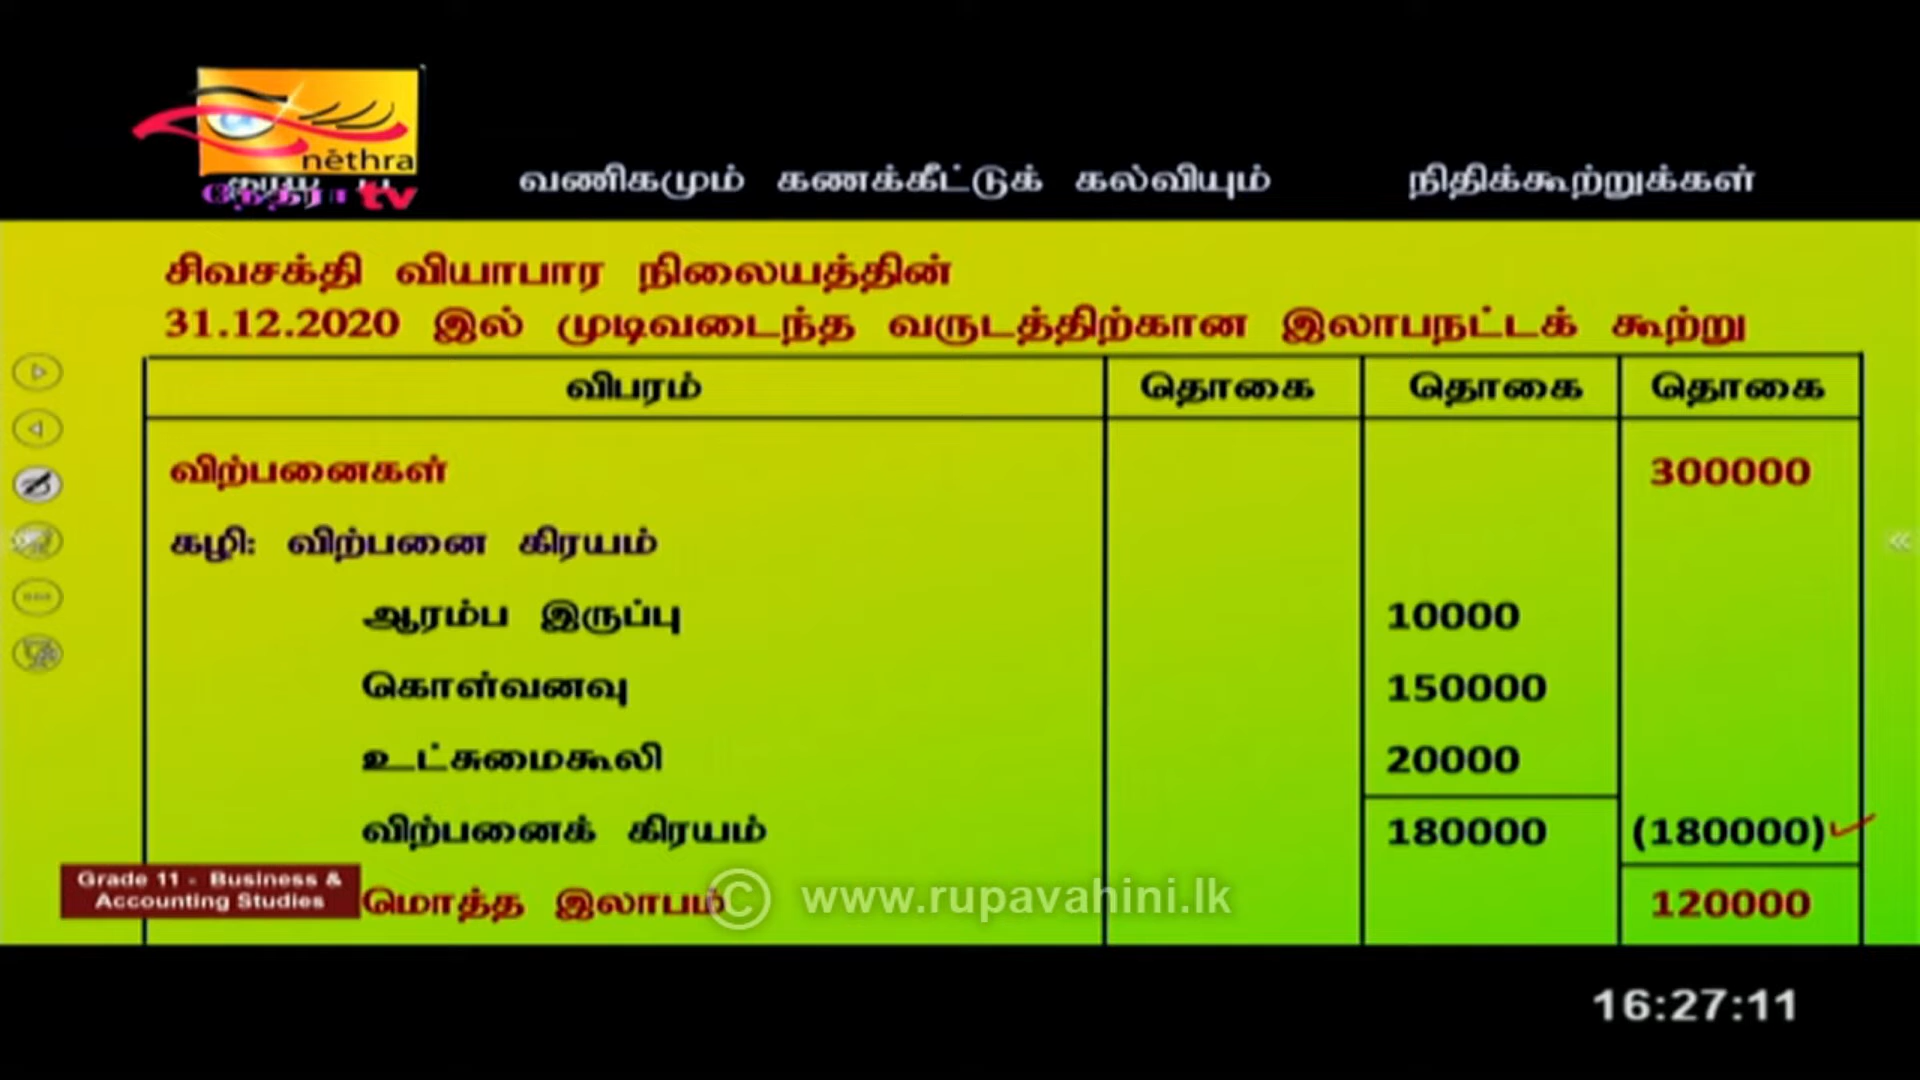 nēthra
tv
வணிகமும் கணக்கீட்டுக் கல்வியும் நிதிக்கூற்றுக்கள்
சிவசக்தி வியாபார நிலையத்தின்
31.12.2020 இல் முடிவடைந்த வருடத்திற்கான இலாபநட்டக் கூற்று
விபரம் தொகை தொகை தொகை
விற்பனைகள் 300000
கழி: விற்பனை கிரயம்
ஆரம்ப இருப்பு 10000
கொள்வனவு 150000
உட்சுமைகூலி 20000
விற்பனைக் கிரயம் 180000 (180000)
மொத்த இலாபம் 120000
Grade 11 - Business &
Accounting Studies
© www.rupavahini.lk
16:27:11